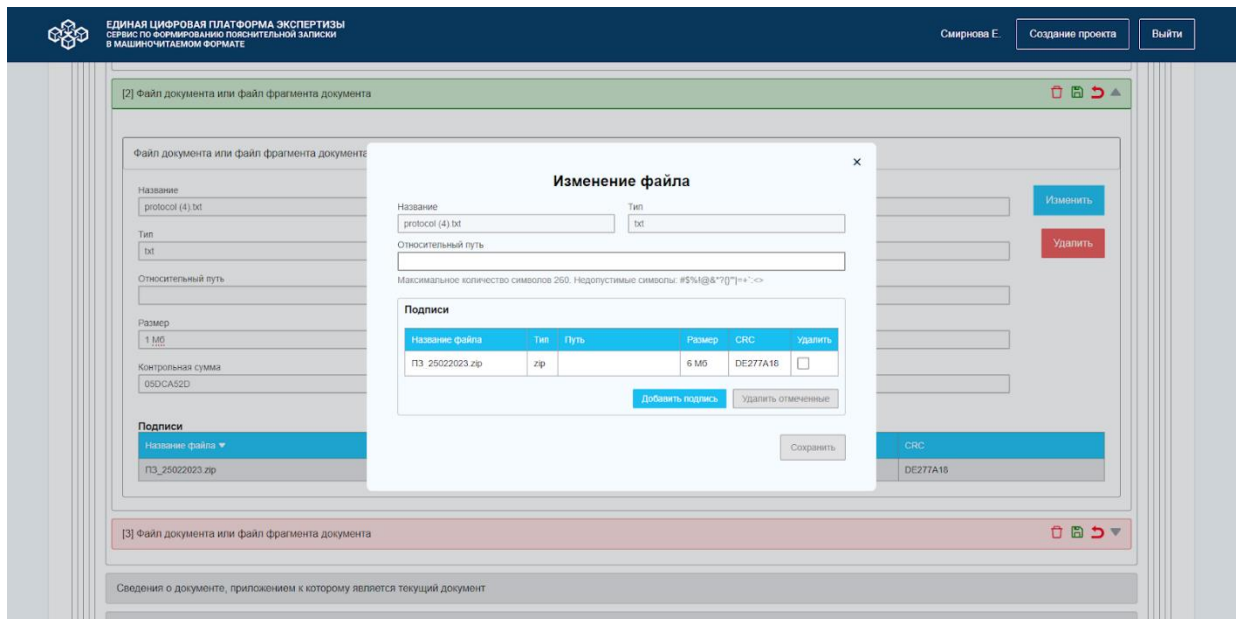 ЕДИНАЯ ЦИФРОВАЯ ПЛАТФОРМА ЭКСПЕРТИЗЫ
СЕРВИС ПО ФОРМИРОВАНИЮ ПОЯСНИТЕЛЬНОЙ ЗАПИСКИ
В МАШИНОЧИТАЕМОМ ФОРМАТЕ
Смирнова Е. Создание проекта Выйти
[2] Файл документа или файл фрагмента документа
Файл документа или файл фрагмента документа
Название
protocol (4).txt
Изменить
Тип
txt
Удалить
Относительный путь
Размер
1 Мб
Контрольная сумма
05DCA52D
Подписи
Название файла ▼ CRC
ПЗ_25022023.zip DE277A18
×
Изменение файла
Название Тип
protocol (4).txt txt
Относительный путь
Максимальное количество символов 260. Недопустимые символы:
Подписи
Название файла Тип Путь Размер CRC Удалить
ПЗ_25022023.zip zip 6 Мб DE277A18
Добавить подпись Удалить отмеченные
Сохранить
[3] Файл документа или файл фрагмента документа
Сведения о документе, приложением к которому является текущий документ